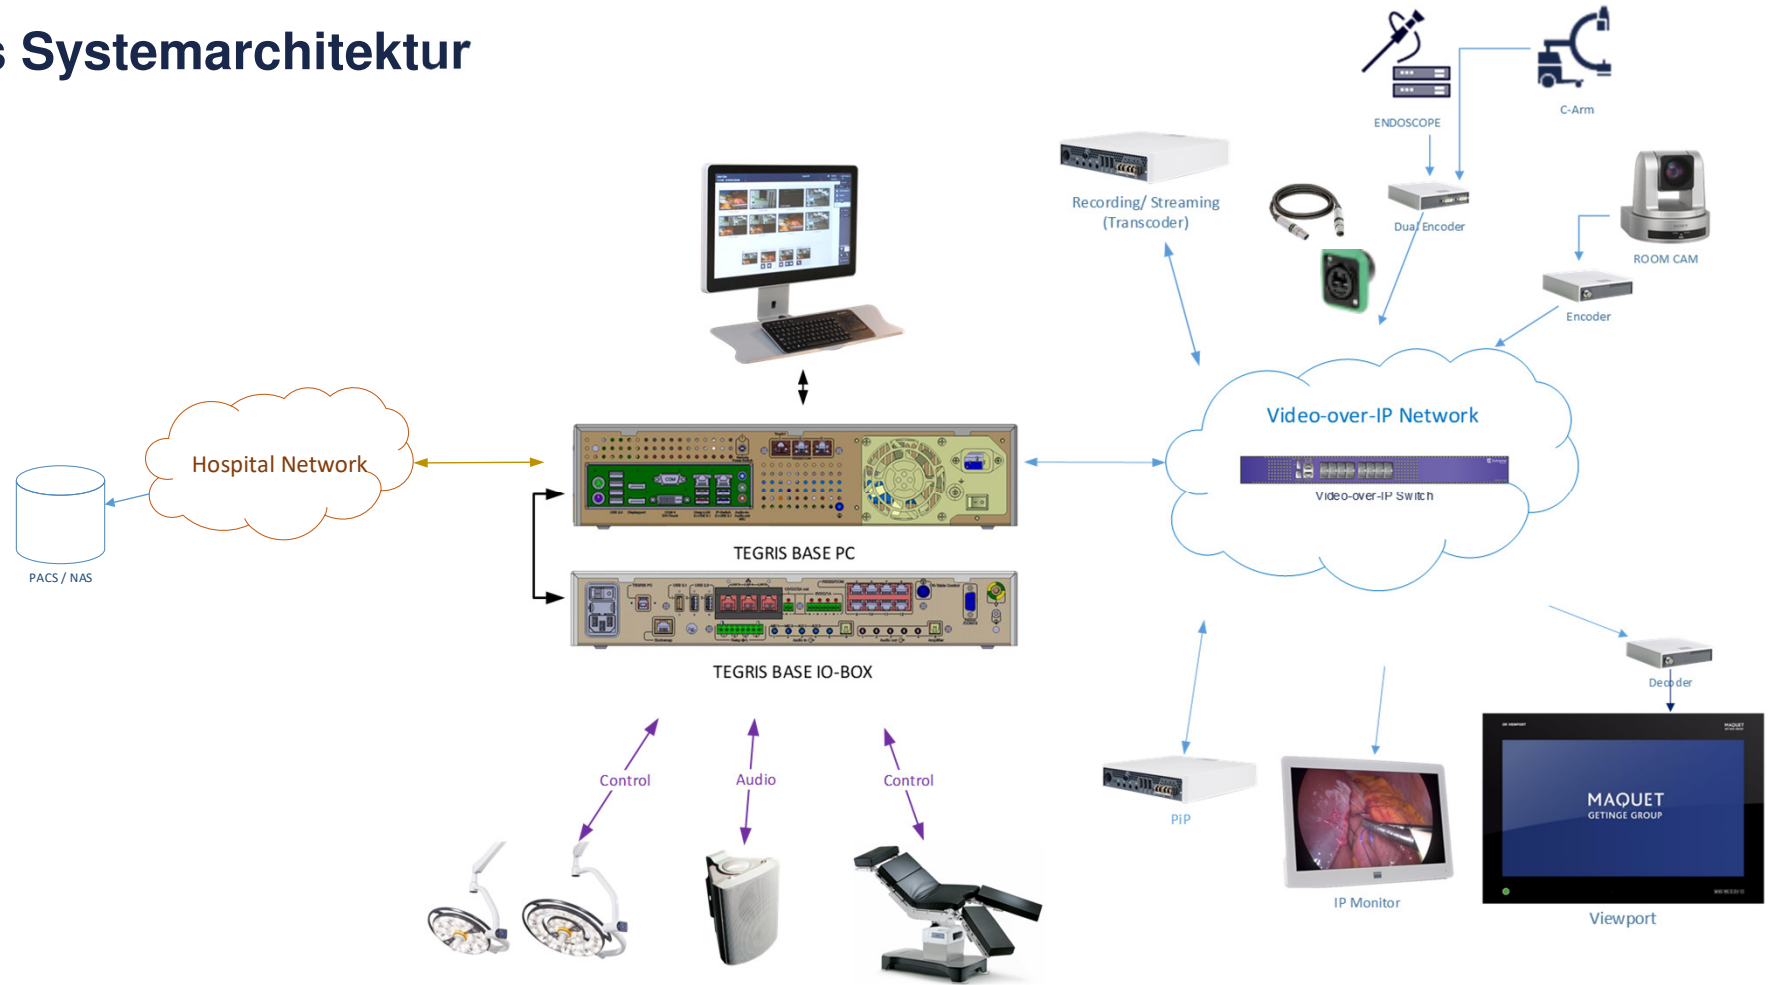 s Systemarchitektur
ENDOSCOPE
C-Arm
Recording/ Streaming
(Transcoder)
Dual Encoder
ROOM CAM
Encoder
Video-over-IP Network
Video-over-IP Switch
Hospital Network
PACS / NAS
COM
TEGRIS BASE PC
TEGRIS BASE IO-BOX
Control
Audio
Control
Decoder
PiP
IP Monitor
MAQUET
MAQUET
GETINGE GROUP
Viewport